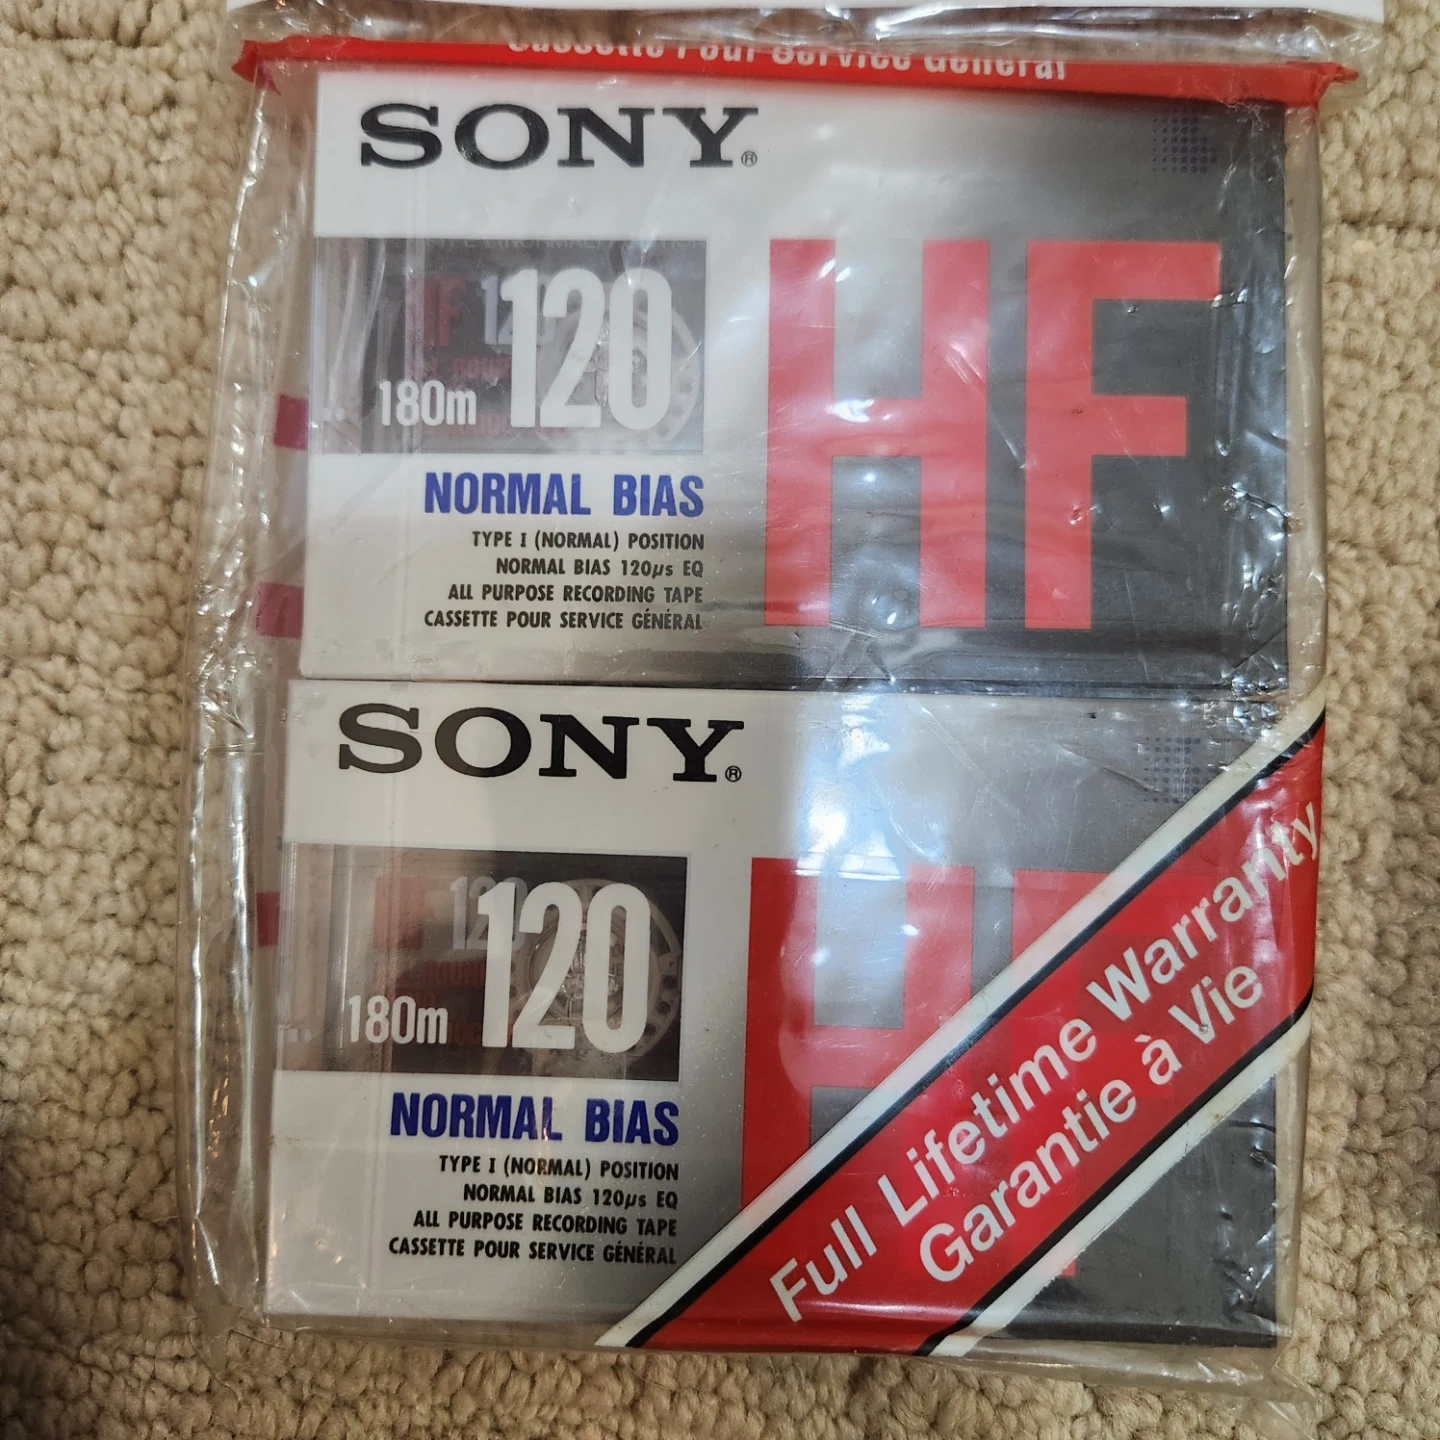 Cassette Pour Service Général
SONY®
HF 120
180m 120
HF
NORMAL BIAS
TYPE I (NORMAL) POSITION
NORMAL BIAS 120µs EQ
ALL PURPOSE RECORDING TAPE
CASSETTE POUR SERVICE GÉNÉRAL
SONY®
HF 120
180m 120
HF
NORMAL BIAS
TYPE I (NORMAL) POSITION
NORMAL BIAS 120µs EQ
ALL PURPOSE RECORDING TAPE
CASSETTE POUR SERVICE GÉNÉRAL
Full Lifetime Warranty
Garantie à Vie